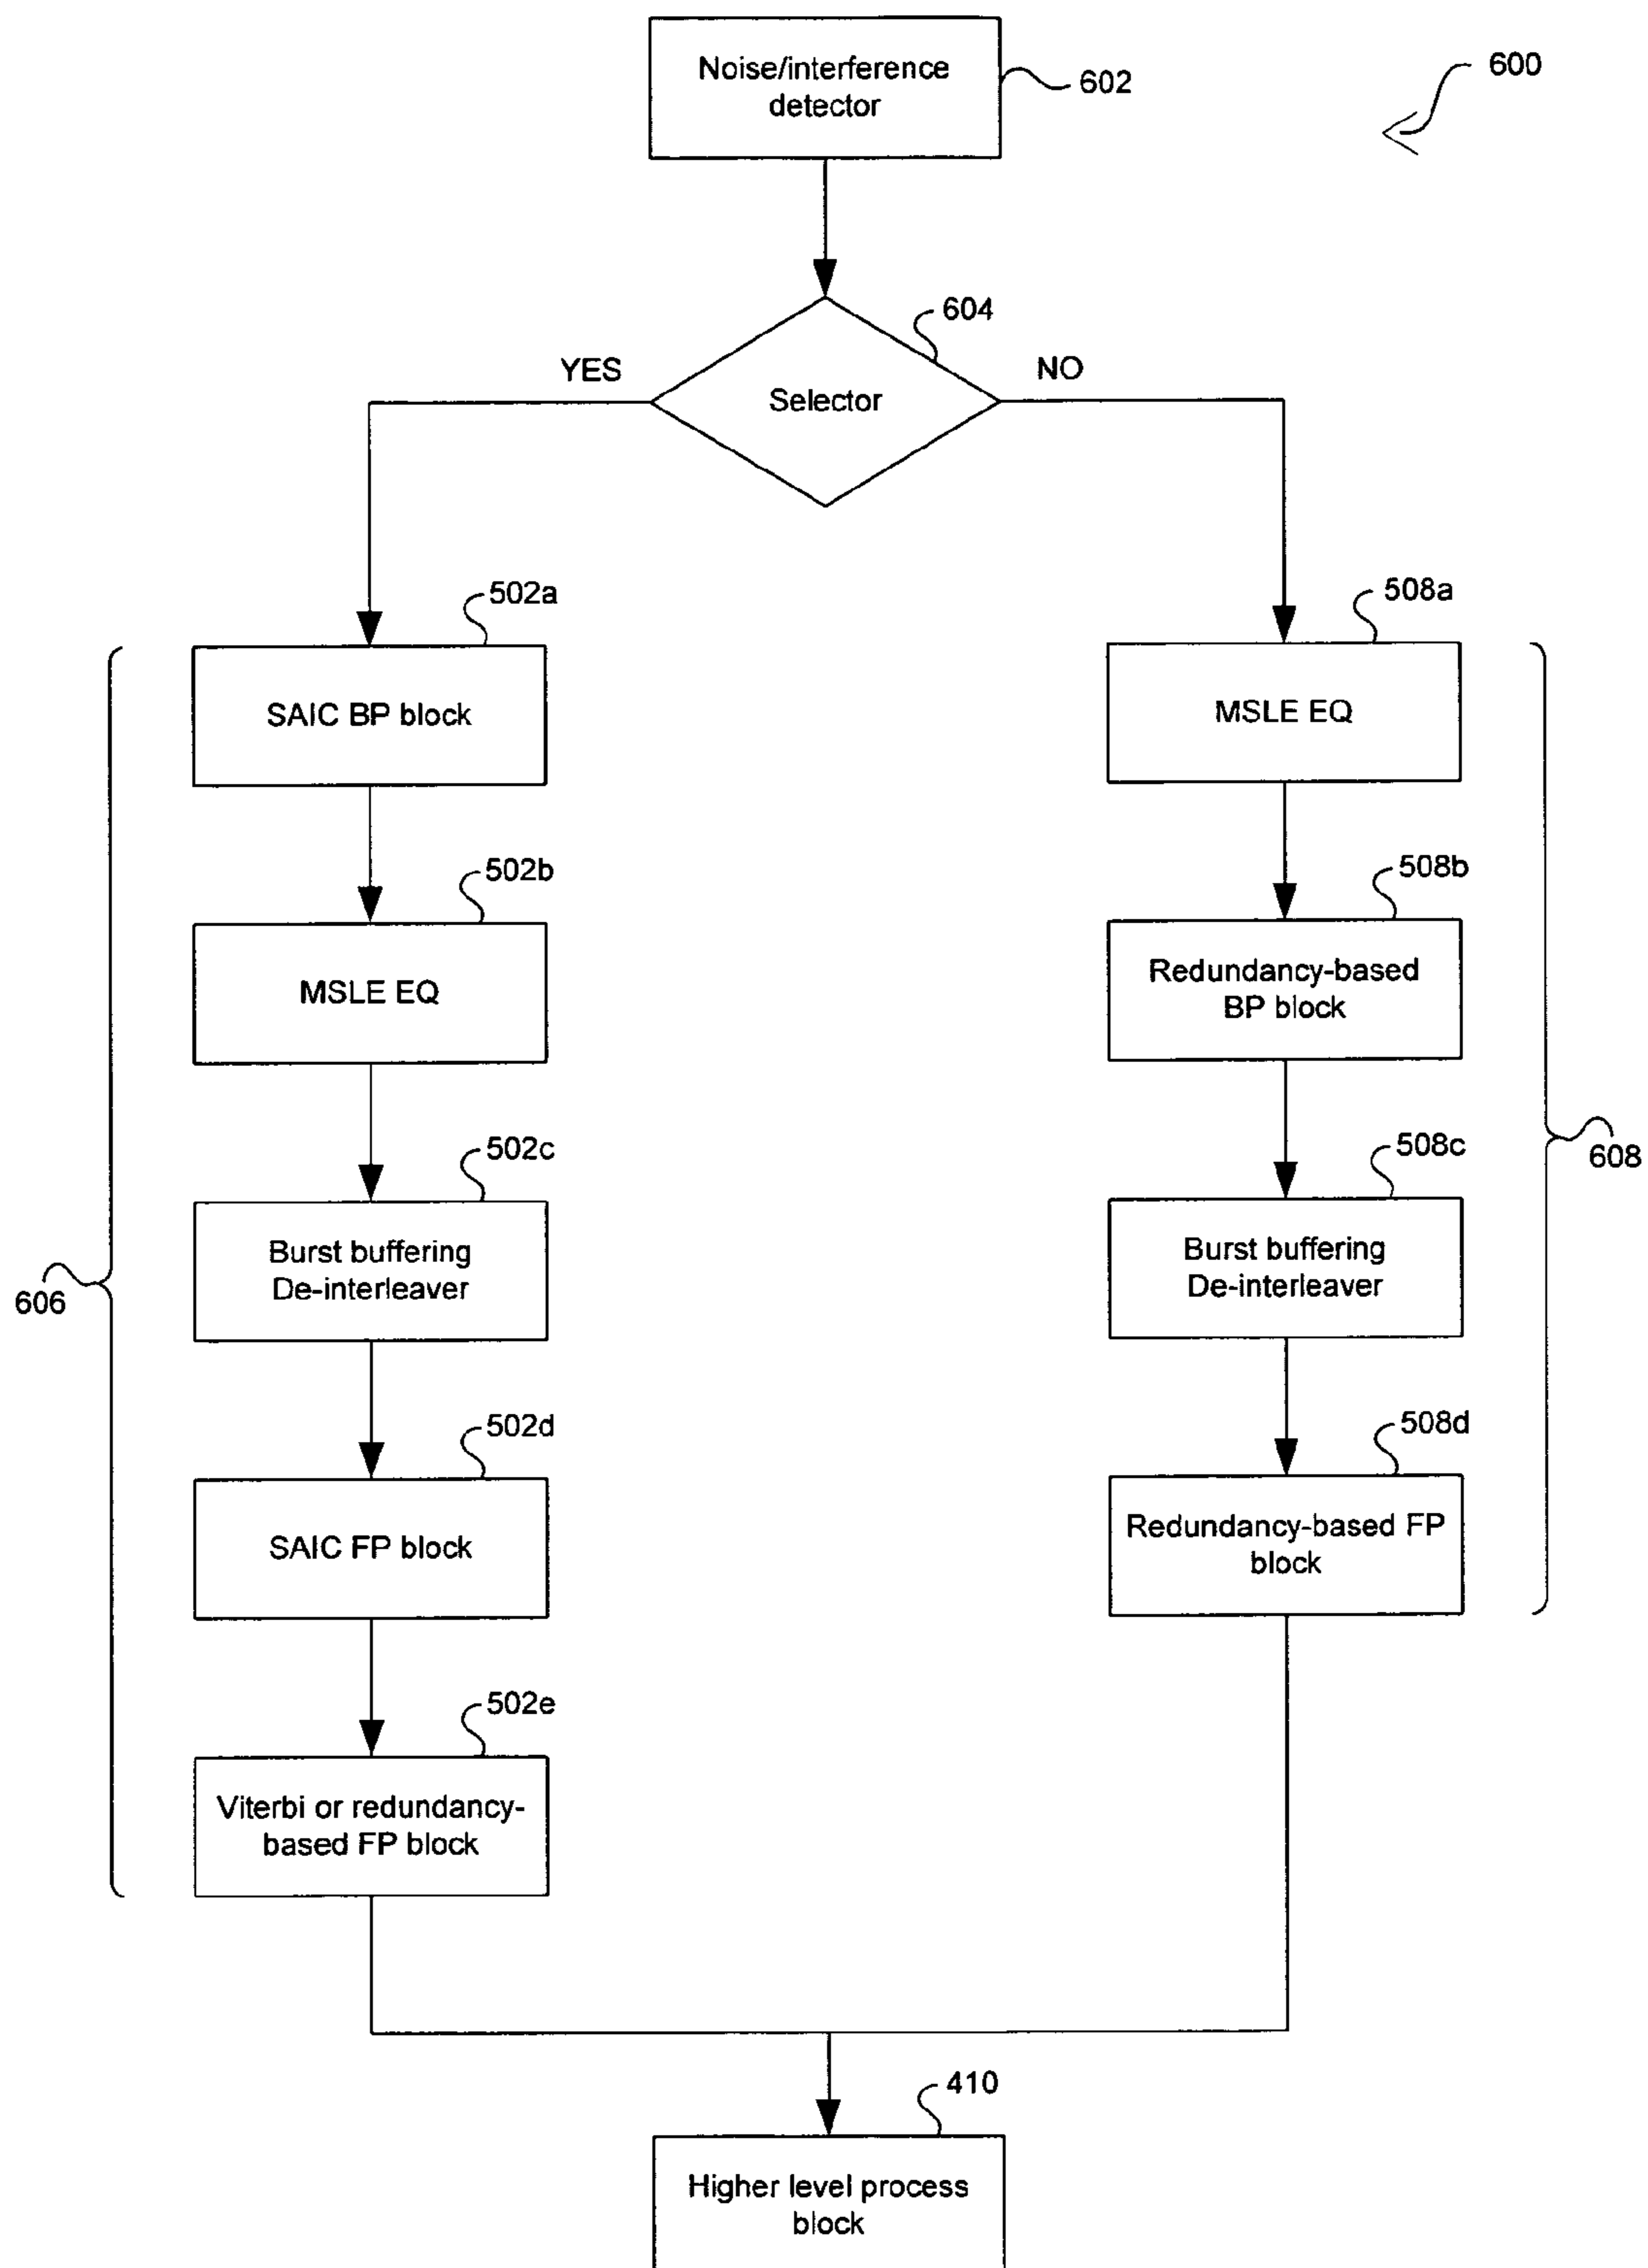 Noise/interference
detector
602
600
604
YES
Selector
NO
502a
SAIC BP block
508a
MSLE EQ
502b
MSLE EQ
508b
Redundancy-based
BP block
502c
Burst buffering
De-interleaver
508c
Burst buffering
De-interleaver
606
608
502d
SAIC FP block
508d
Redundancy-based FP
block
502e
Viterbi or redundancy-
based FP block
410
Higher level process
block